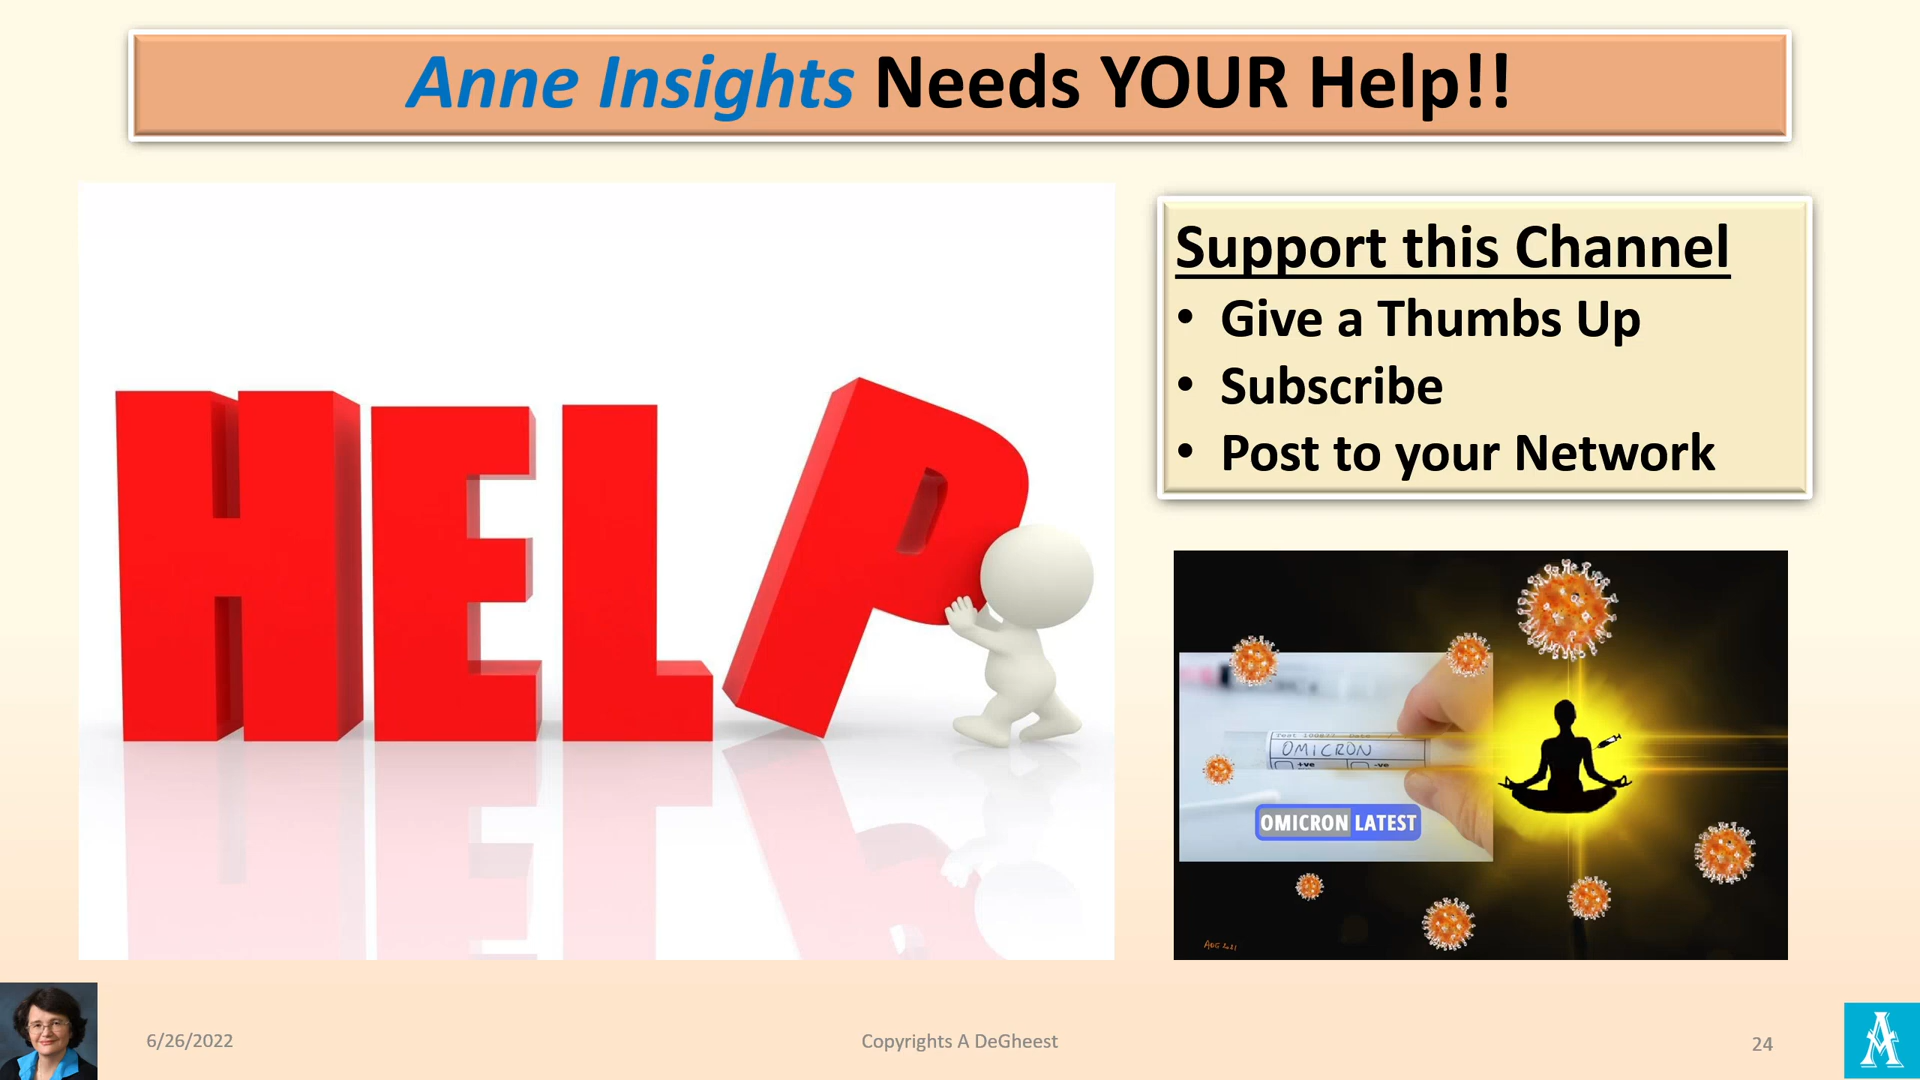 Anne Insights Needs YOUR Help!!
HELP
Support this Channel
• Give a Thumbs Up
• Subscribe
• Post to your Network
OMICRON
+ve -ve
OMICRON LATEST
6/26/2022
Copyrights A DeGheest
24
A